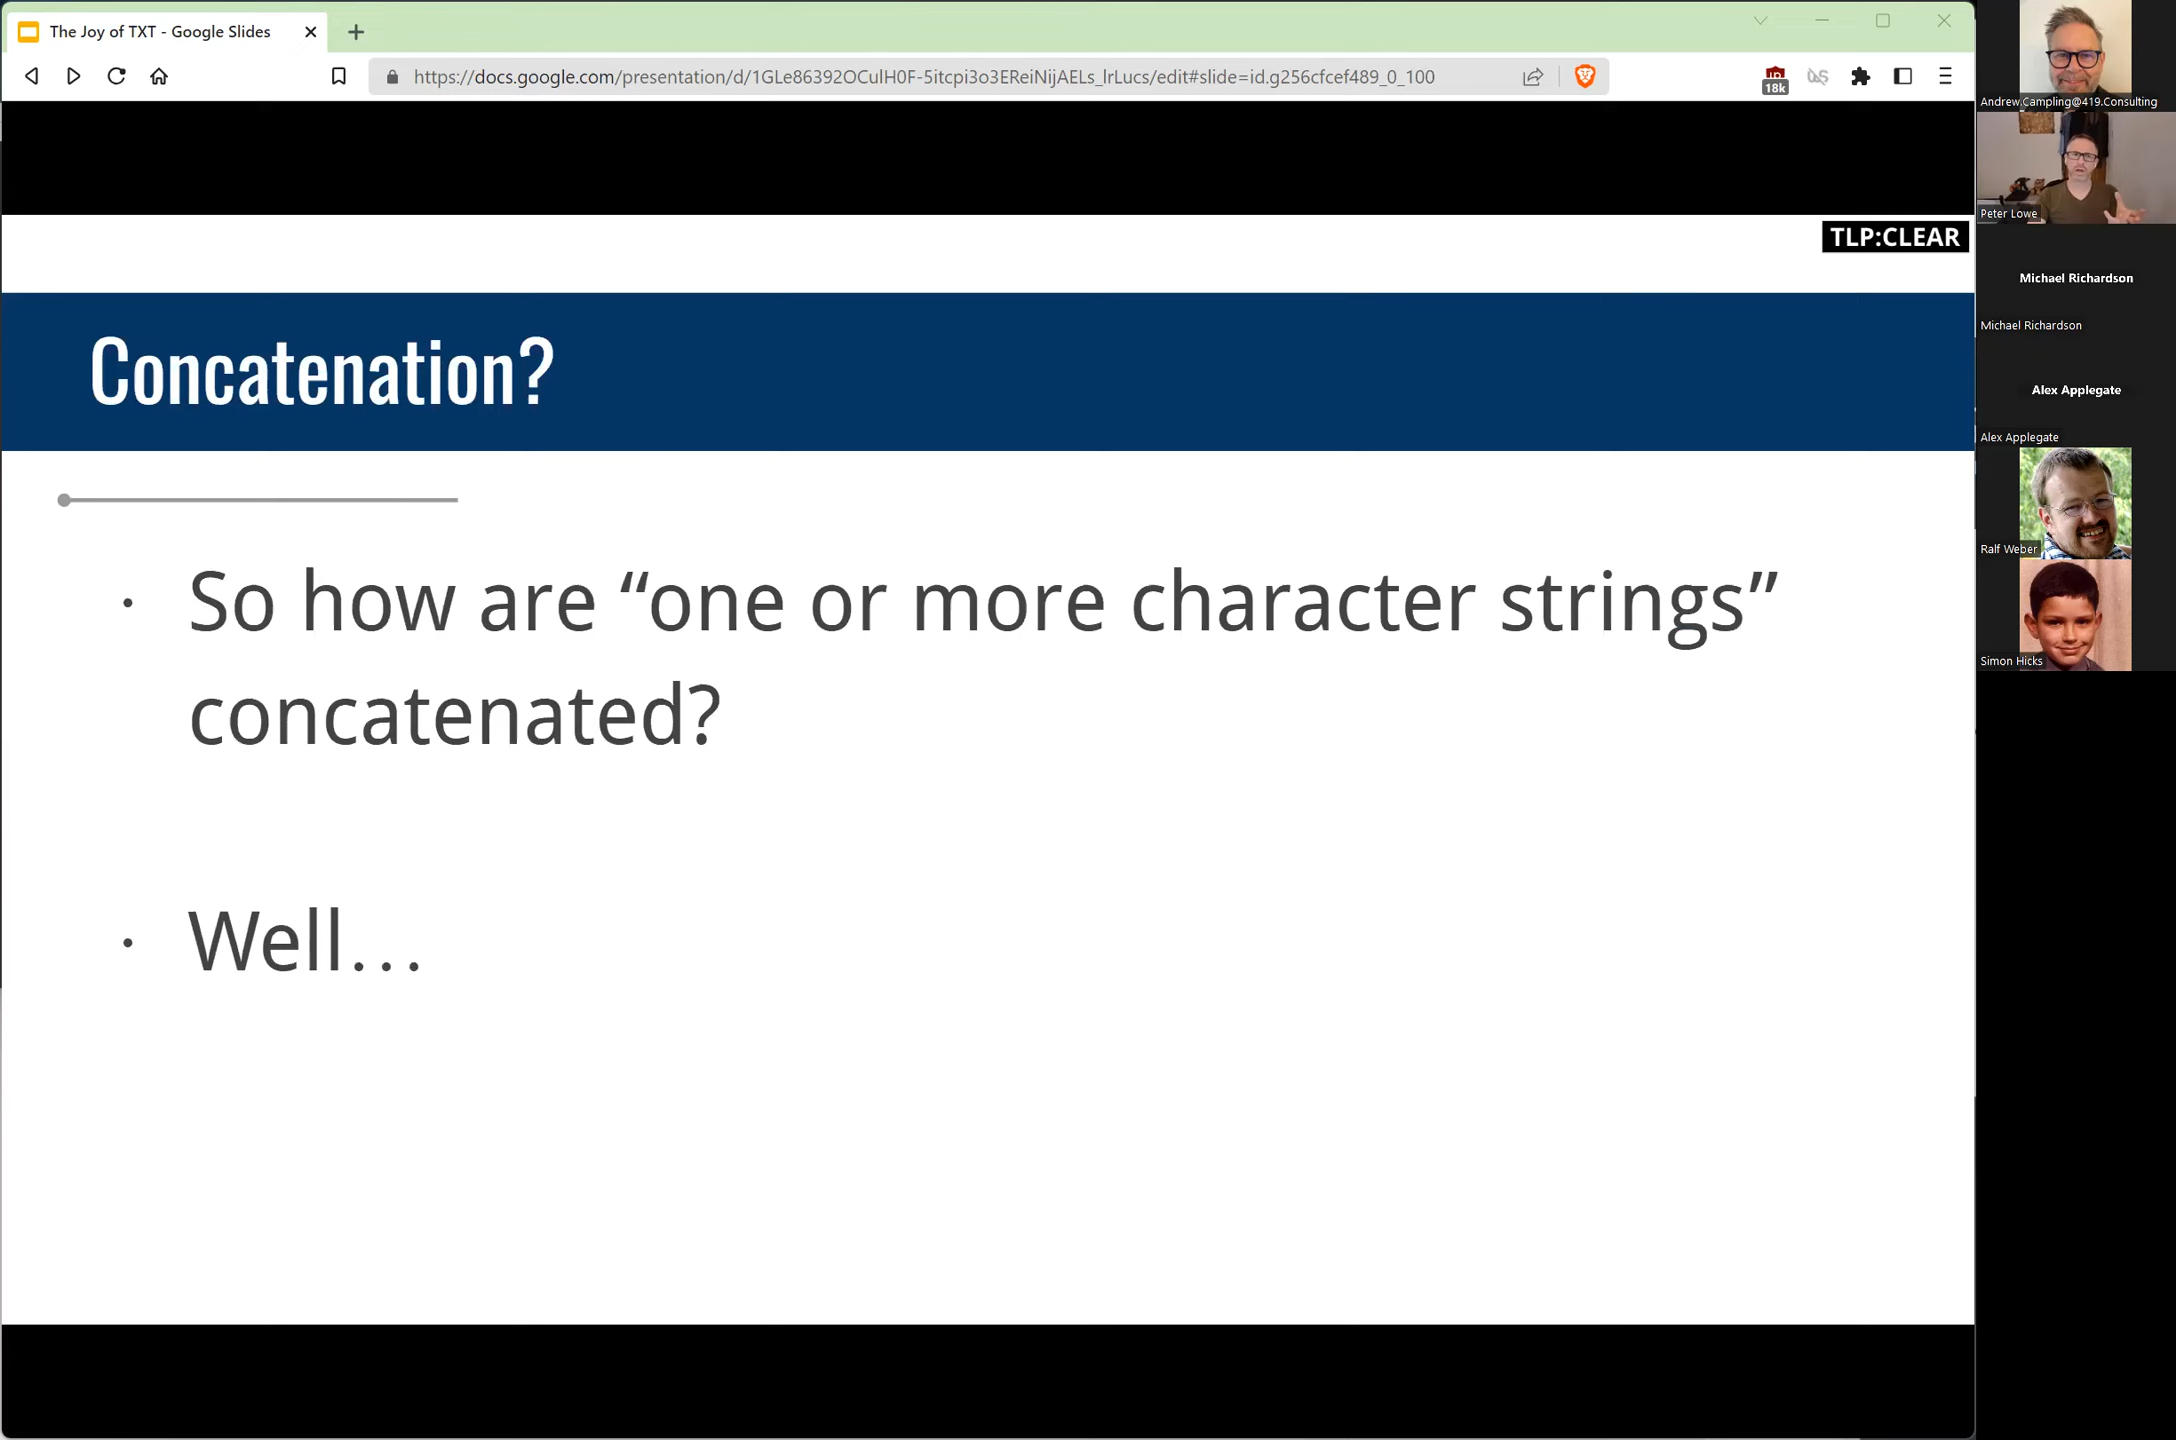 The Joy of TXT - Google Slides
https://docs.google.com/presentation/d/1GLe86392OCulH0F-5itcpi3o3EReiNijAELs_lrLucs/edit#slide=id.g256cfcef489_0_100
18k
TLP:CLEAR
Concatenation?
· So how are “one or more character strings”
concatenated?
· Well…
Andrew.Campling@419.Consulting
Peter Lowe
Michael Richardson
Michael Richardson
Alex Applegate
Alex Applegate
Ralf Weber
Simon Hicks